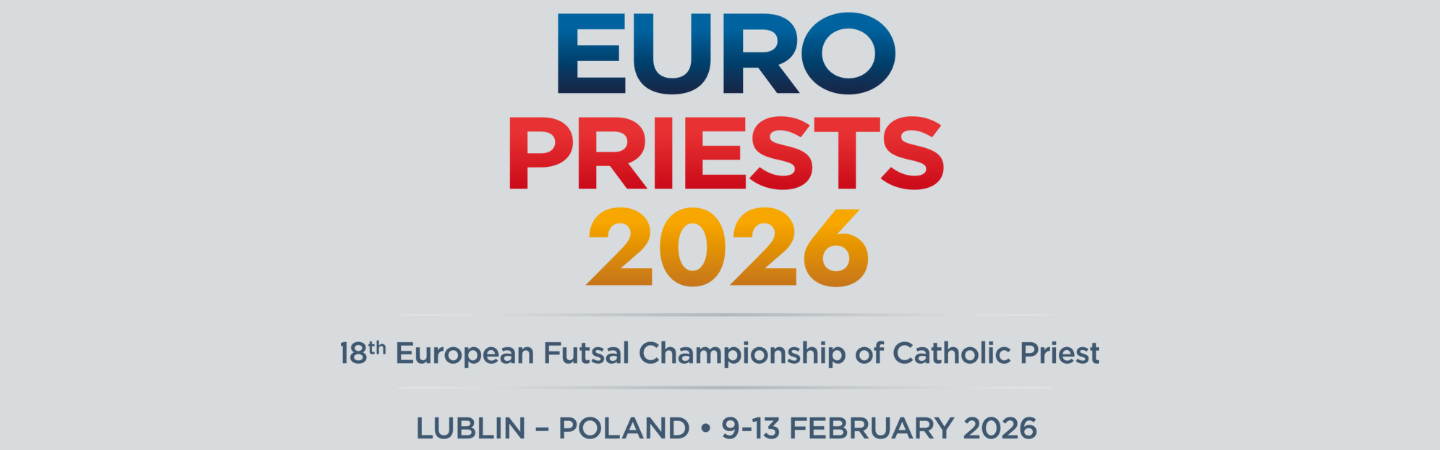 EURO
PRIESTS
2026
18th European Futsal Championship of Catholic Priest
LUBLIN – POLAND • 9-13 FEBRUARY 2026